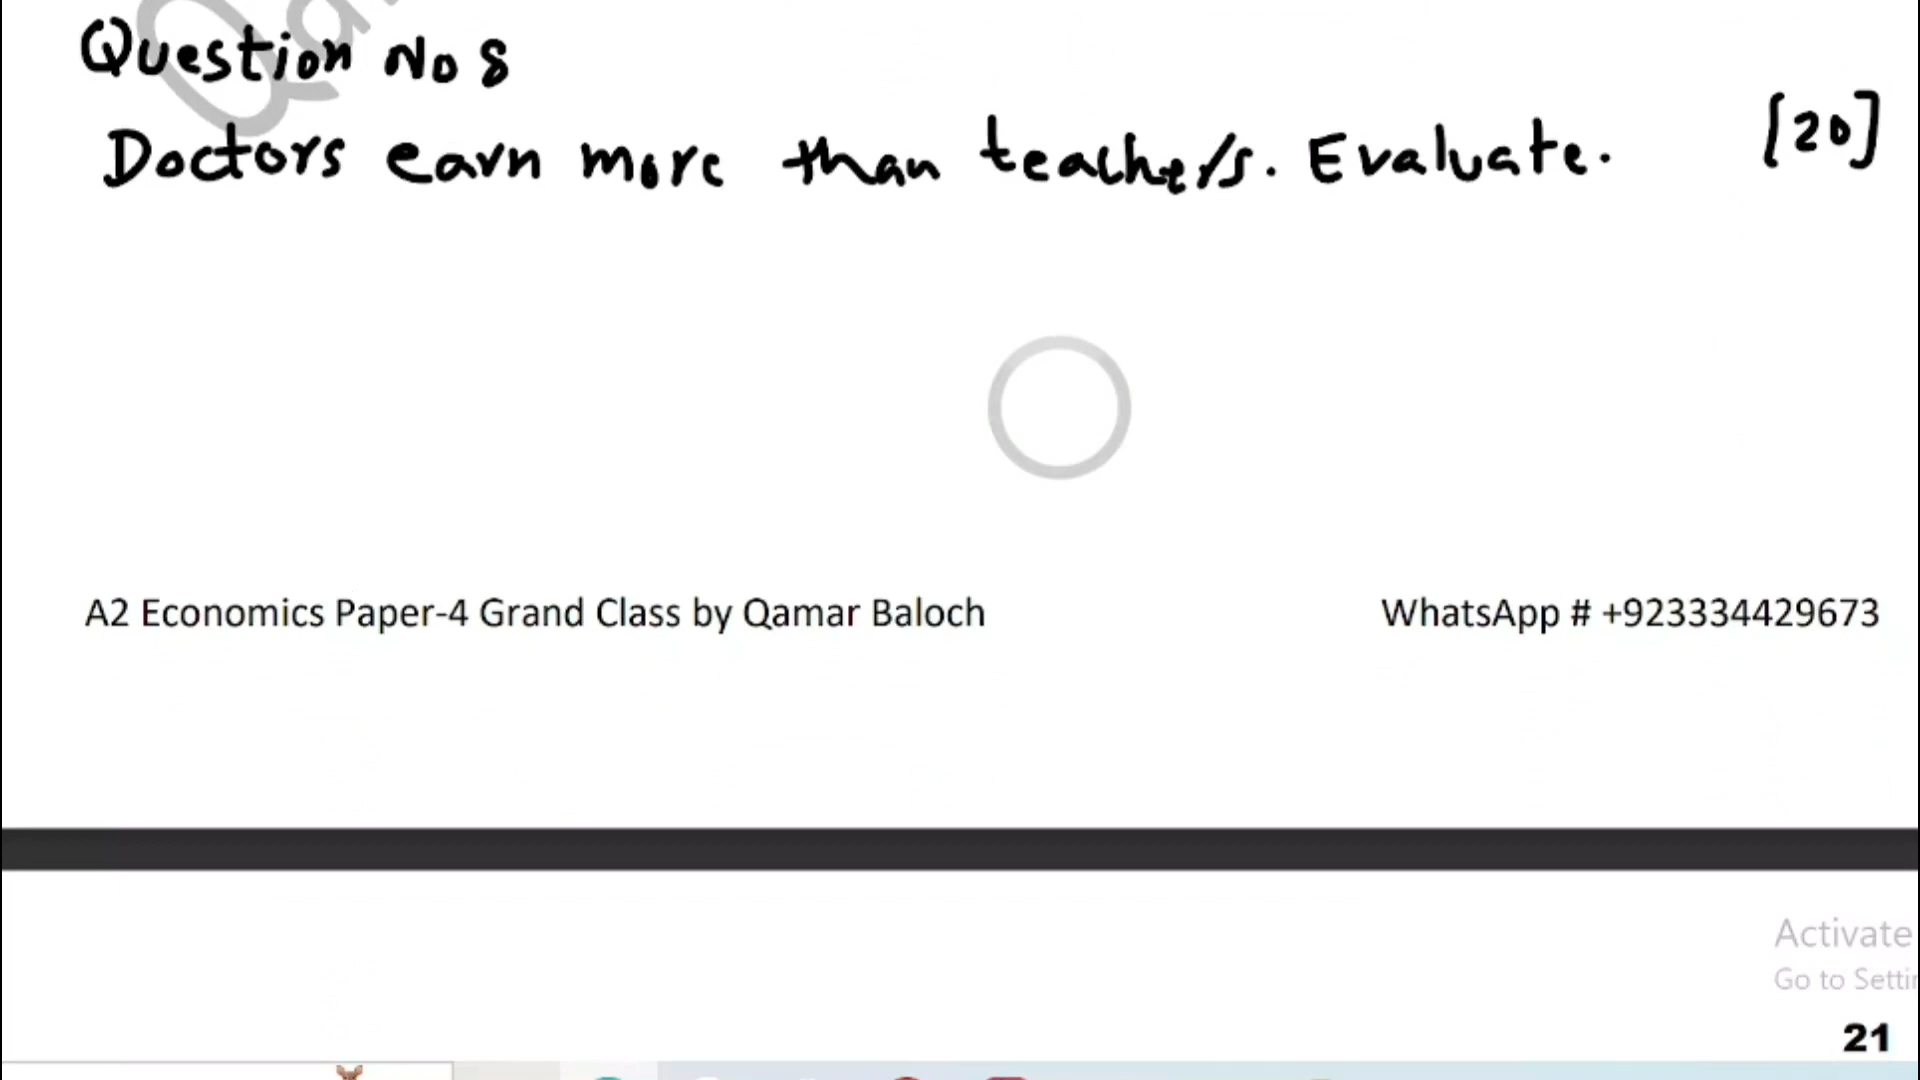 Question No 8
Doctors earn more than teachers. Evaluate. [20]
A2 Economics Paper-4 Grand Class by Qamar Baloch WhatsApp # +923334429673
Activate
Go to Settin
21